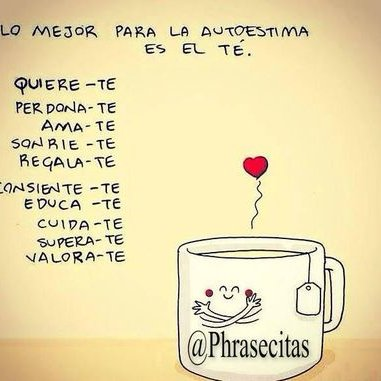 LO MEJOR PARA LA AUTOESTIMA
ES EL TÉ.
QUIERE-TE
PERDONA-TE
AMA-TE
SONRIE-TE
REGALA-TE
CONSIENTE-TE
EDUCA-TE
CUIDA-TE
SUPERA-TE
VALORA-TE
@Phrasecitas